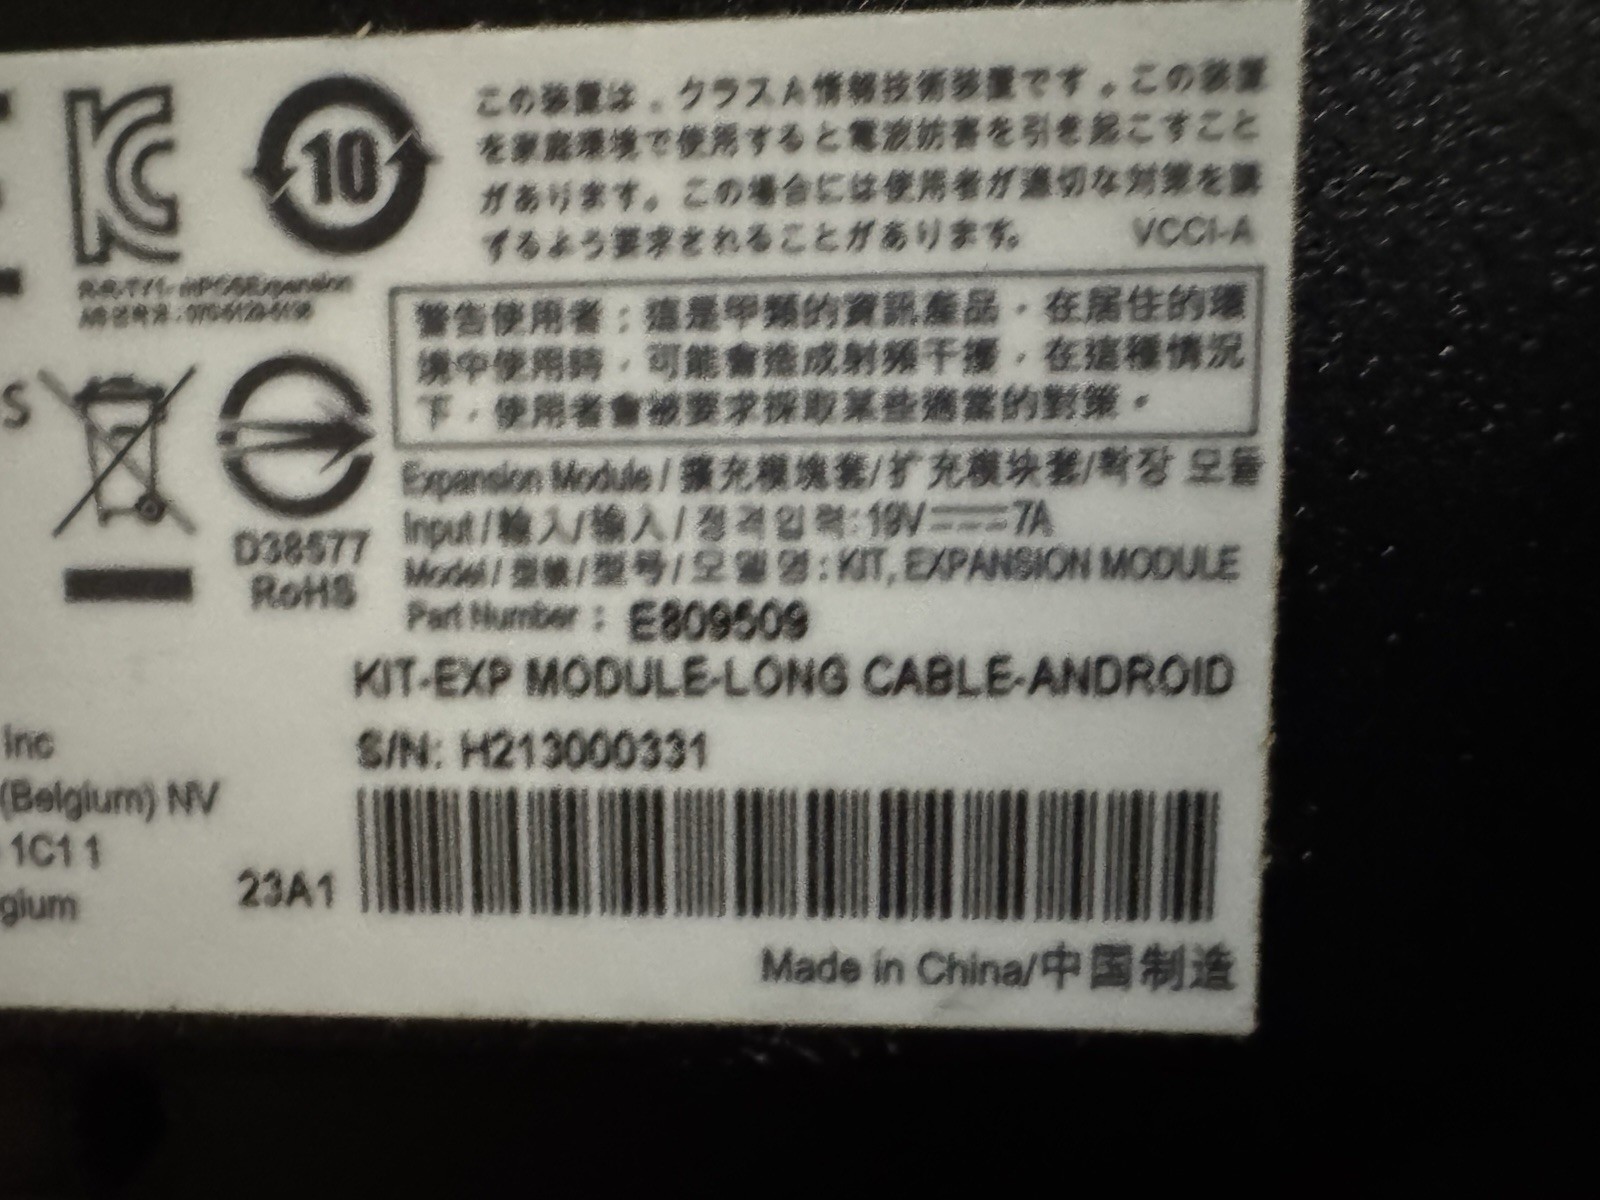 10
この装置は、クラスA情報技術装置です。この装置
を家庭環境で使用すると電波妨害を引き起こすこと
があります。この場合には使用者が適切な対策を講
ずるよう要求されることがあります。 VCCI-A
警告使用者：這是甲類的資訊產品，在居住的環
境中使用時，可能會造成射頻干擾，在這種情況
下，使用者會被要求採取某些適當的對策。
S
D38577
RoHS
Expansion Module / 擴充模塊套/扩充模块套/확장 모듈
Input / 輸入/输入 / 정격입력: 19V 7A
Model / 型號 / 型号 / 모델명 : KIT, EXPANSION MODULE
Part Number : E809509
KIT-EXP MODULE-LONG CABLE-ANDROID
S/N: H213000331
Inc
(Belgium) NV
1C1 1
gium
23A1
Made in China/中国制造